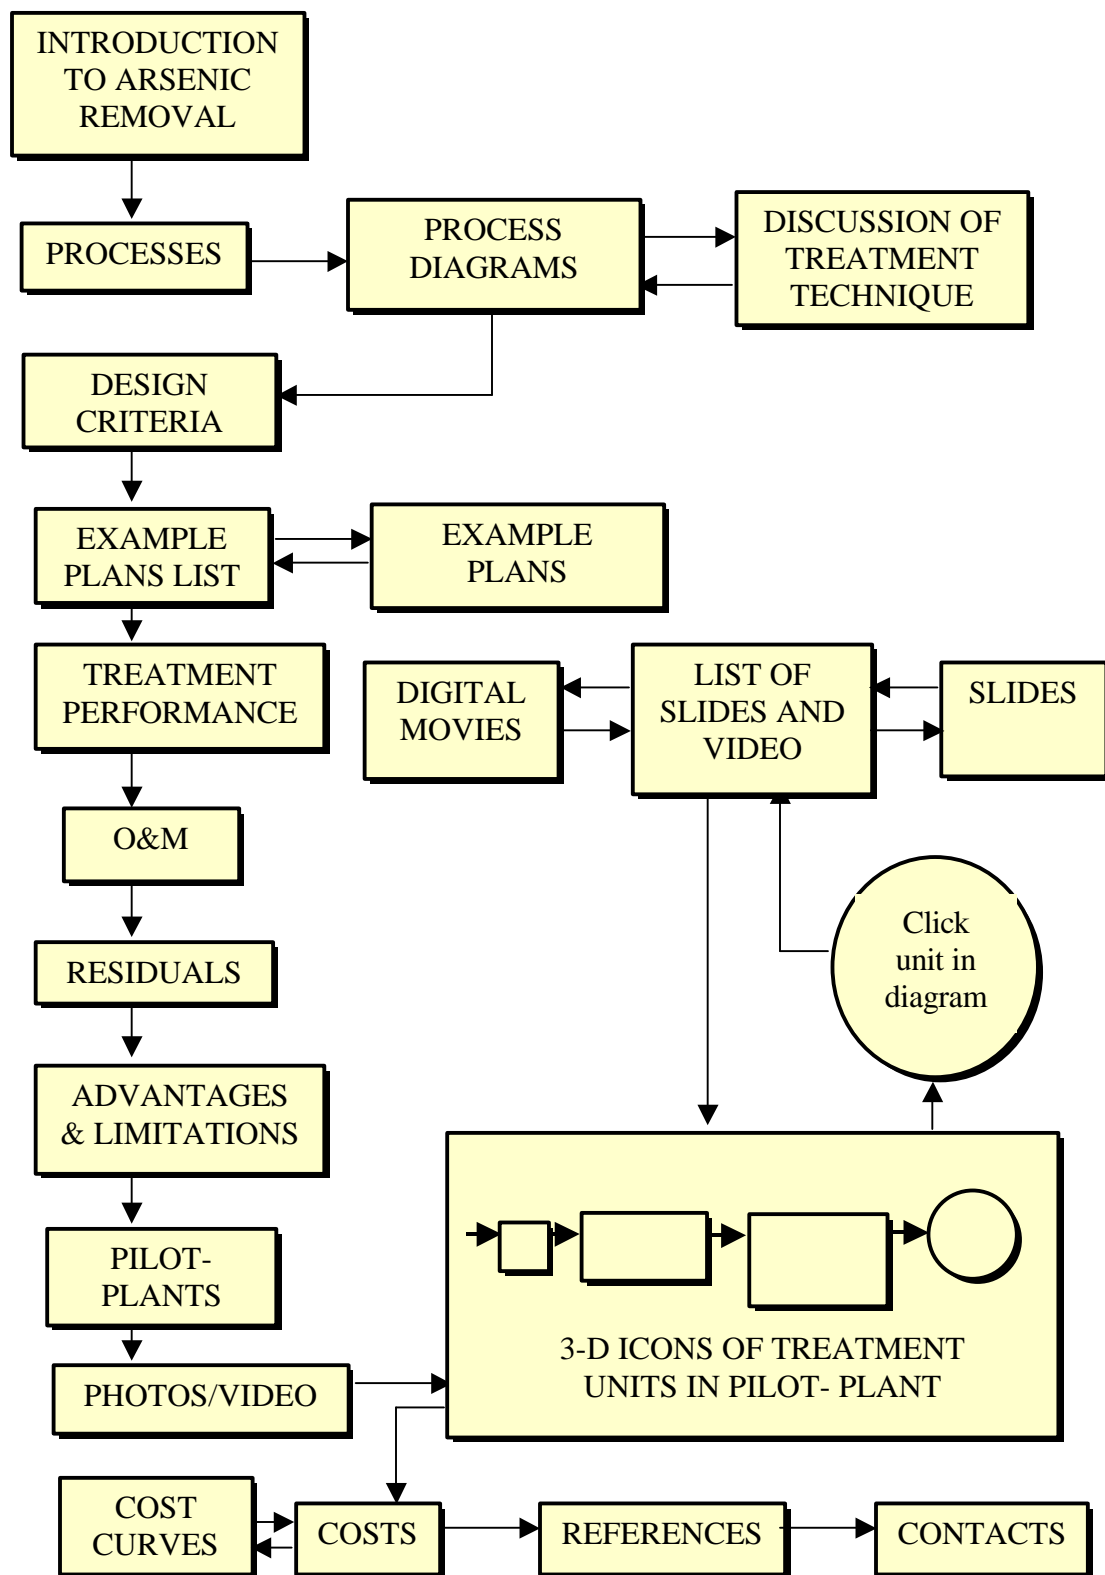 INTRODUCTION
TO ARSENIC
REMOVAL
PROCESSES
PROCESS
DIAGRAMS
DISCUSSION OF
TREATMENT
TECHNIQUE
DESIGN
CRITERIA
EXAMPLE
PLANS LIST
EXAMPLE
PLANS
TREATMENT
PERFORMANCE
DIGITAL
MOVIES
LIST OF
SLIDES AND
VIDEO
SLIDES
O&M
Click
unit in
diagram
RESIDUALS
ADVANTAGES
& LIMITATIONS
PILOT-
PLANTS
3-D ICONS OF TREATMENT
UNITS IN PILOT- PLANT
PHOTOS/VIDEO
COST
CURVES
COSTS
REFERENCES
CONTACTS